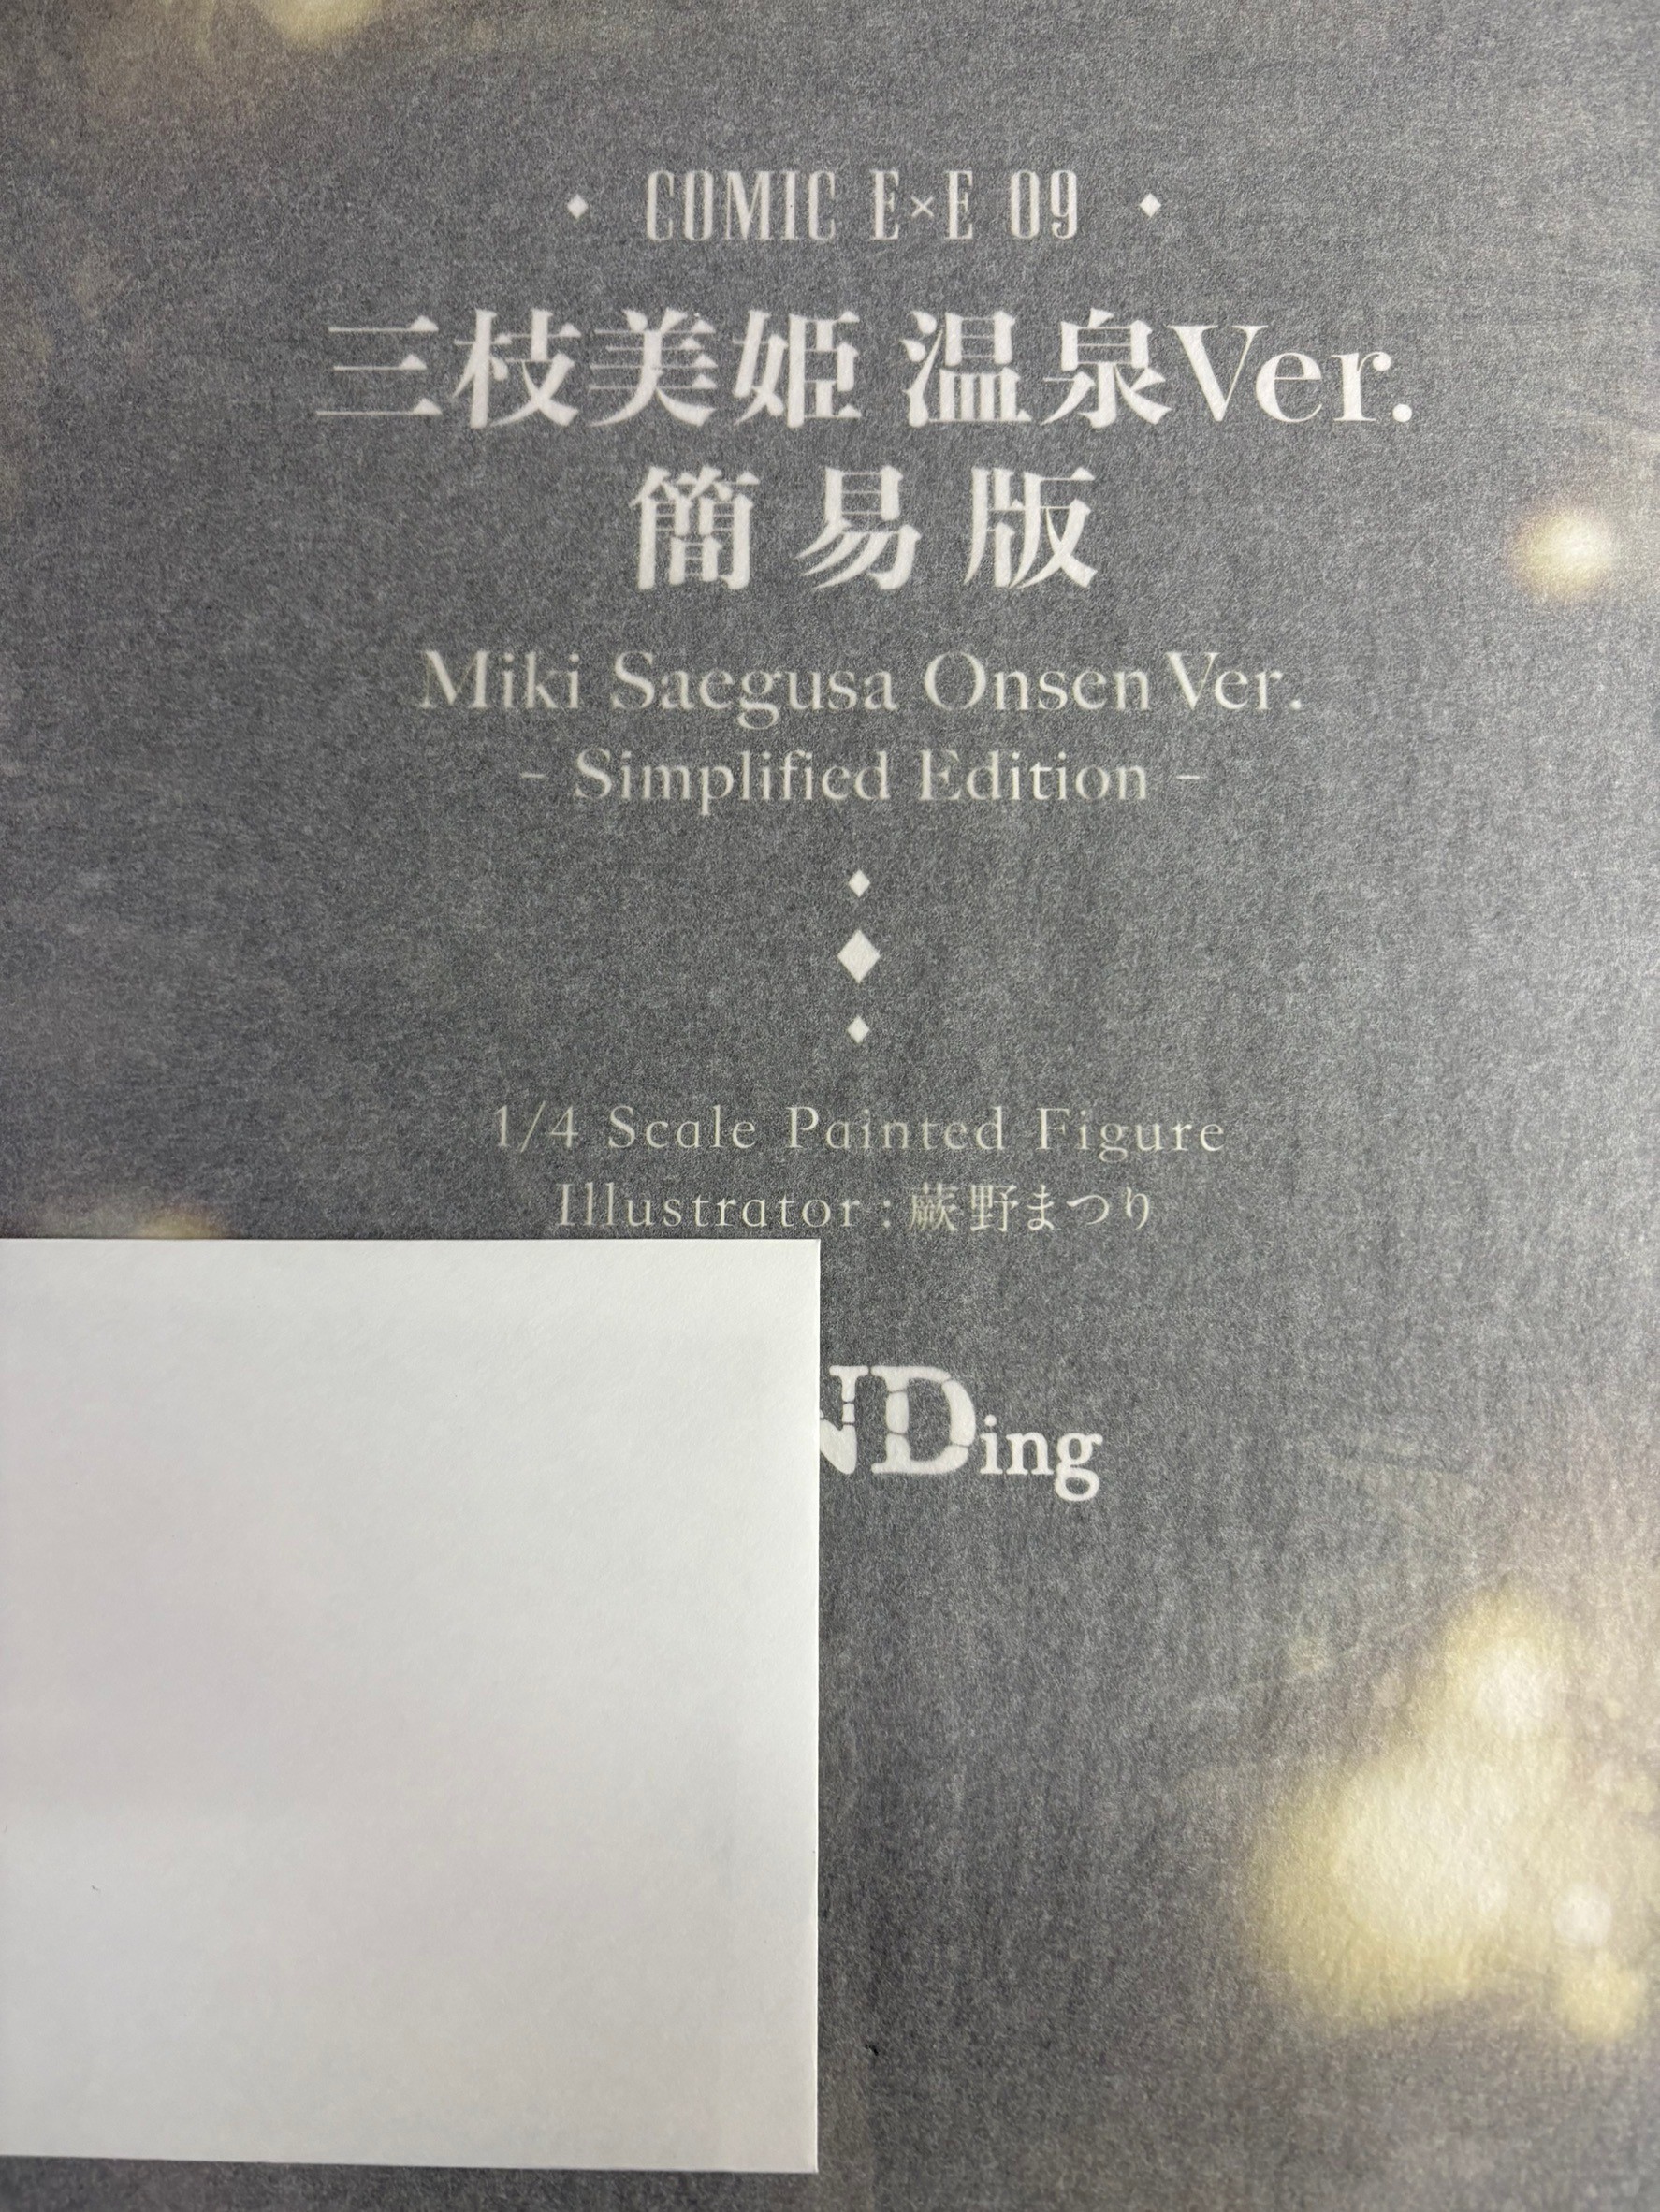 COMIC E×E 09
三枝美姫 温泉Ver.
簡易版
Miki Saegusa Onsen Ver.
- Simplified Edition -
1/4 Scale Painted Figure
Illustrator : 蕨野まつり
NDing